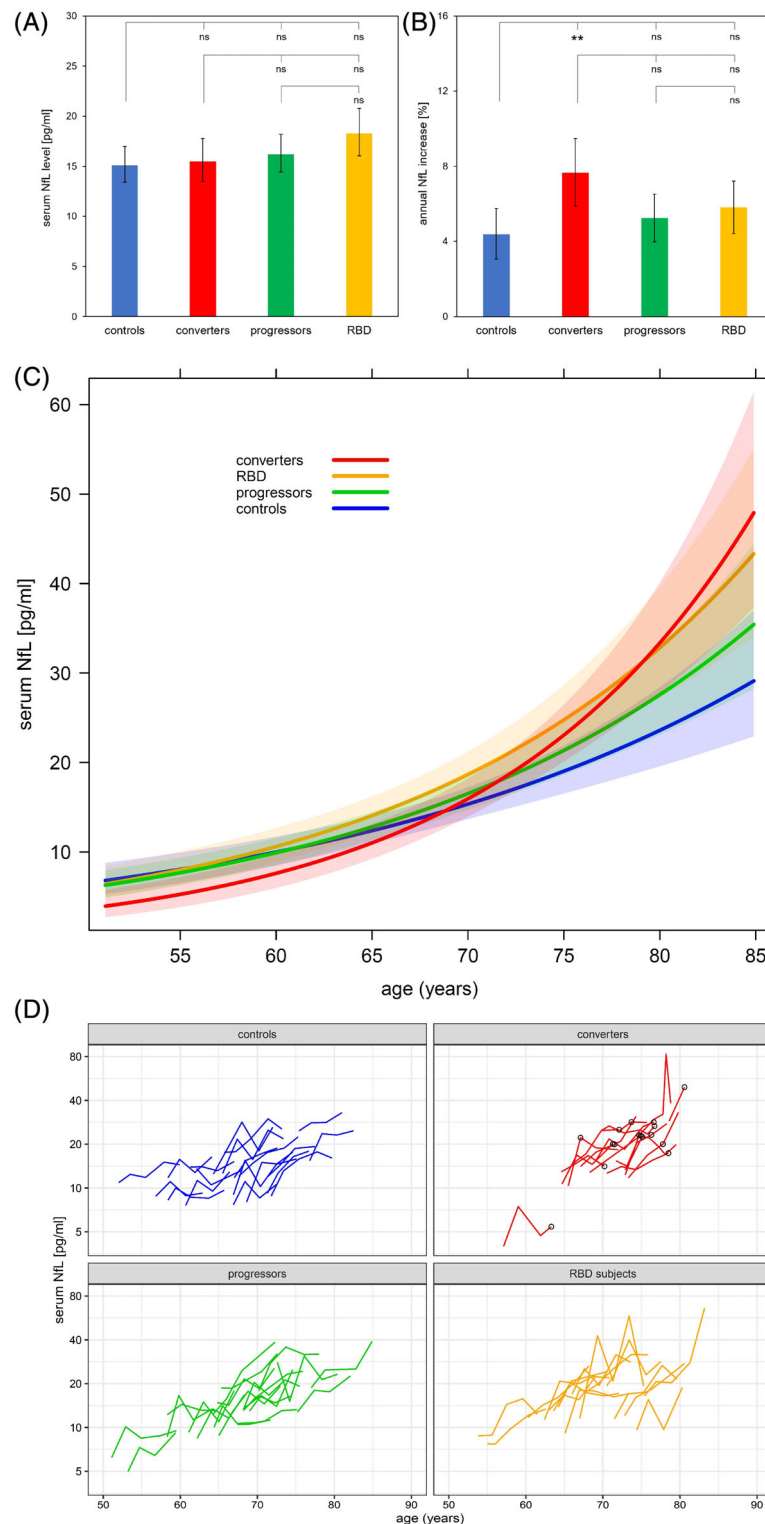 (A)
30
25
20
15
10
5
0
serum NfL level [pg/ml]
ns ns ns
ns ns
ns
controls converters progressors RBD
(B)
16
12
8
4
0
annual NfL increase [%]
** ns ns
ns ns
ns
controls converters progressors RBD
(C)
60
50
40
30
20
10
serum NfL [pg/ml]
converters
RBD
progressors
controls
55 60 65 70 75 80 85
age (years)
(D)
controls converters
80
40
20
10
5
serum NfL [pg/ml]
progressors RBD subjects
80
40
20
10
5
50 60 70 80 90 50 60 70 80 90
age (years)